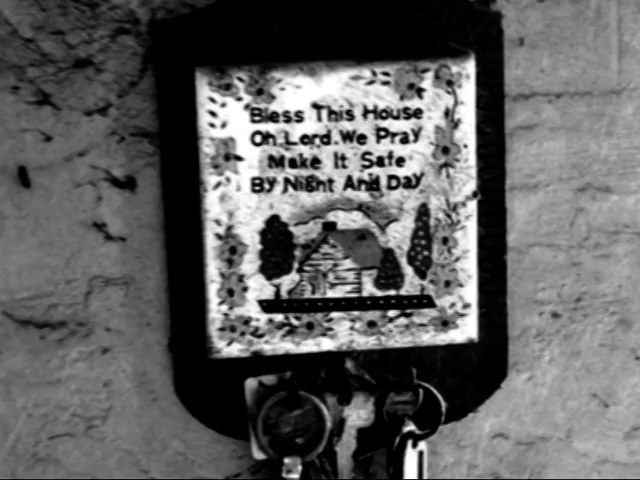 Bless This House
Oh Lord.We Pray
Make It Safe
By Night And Day